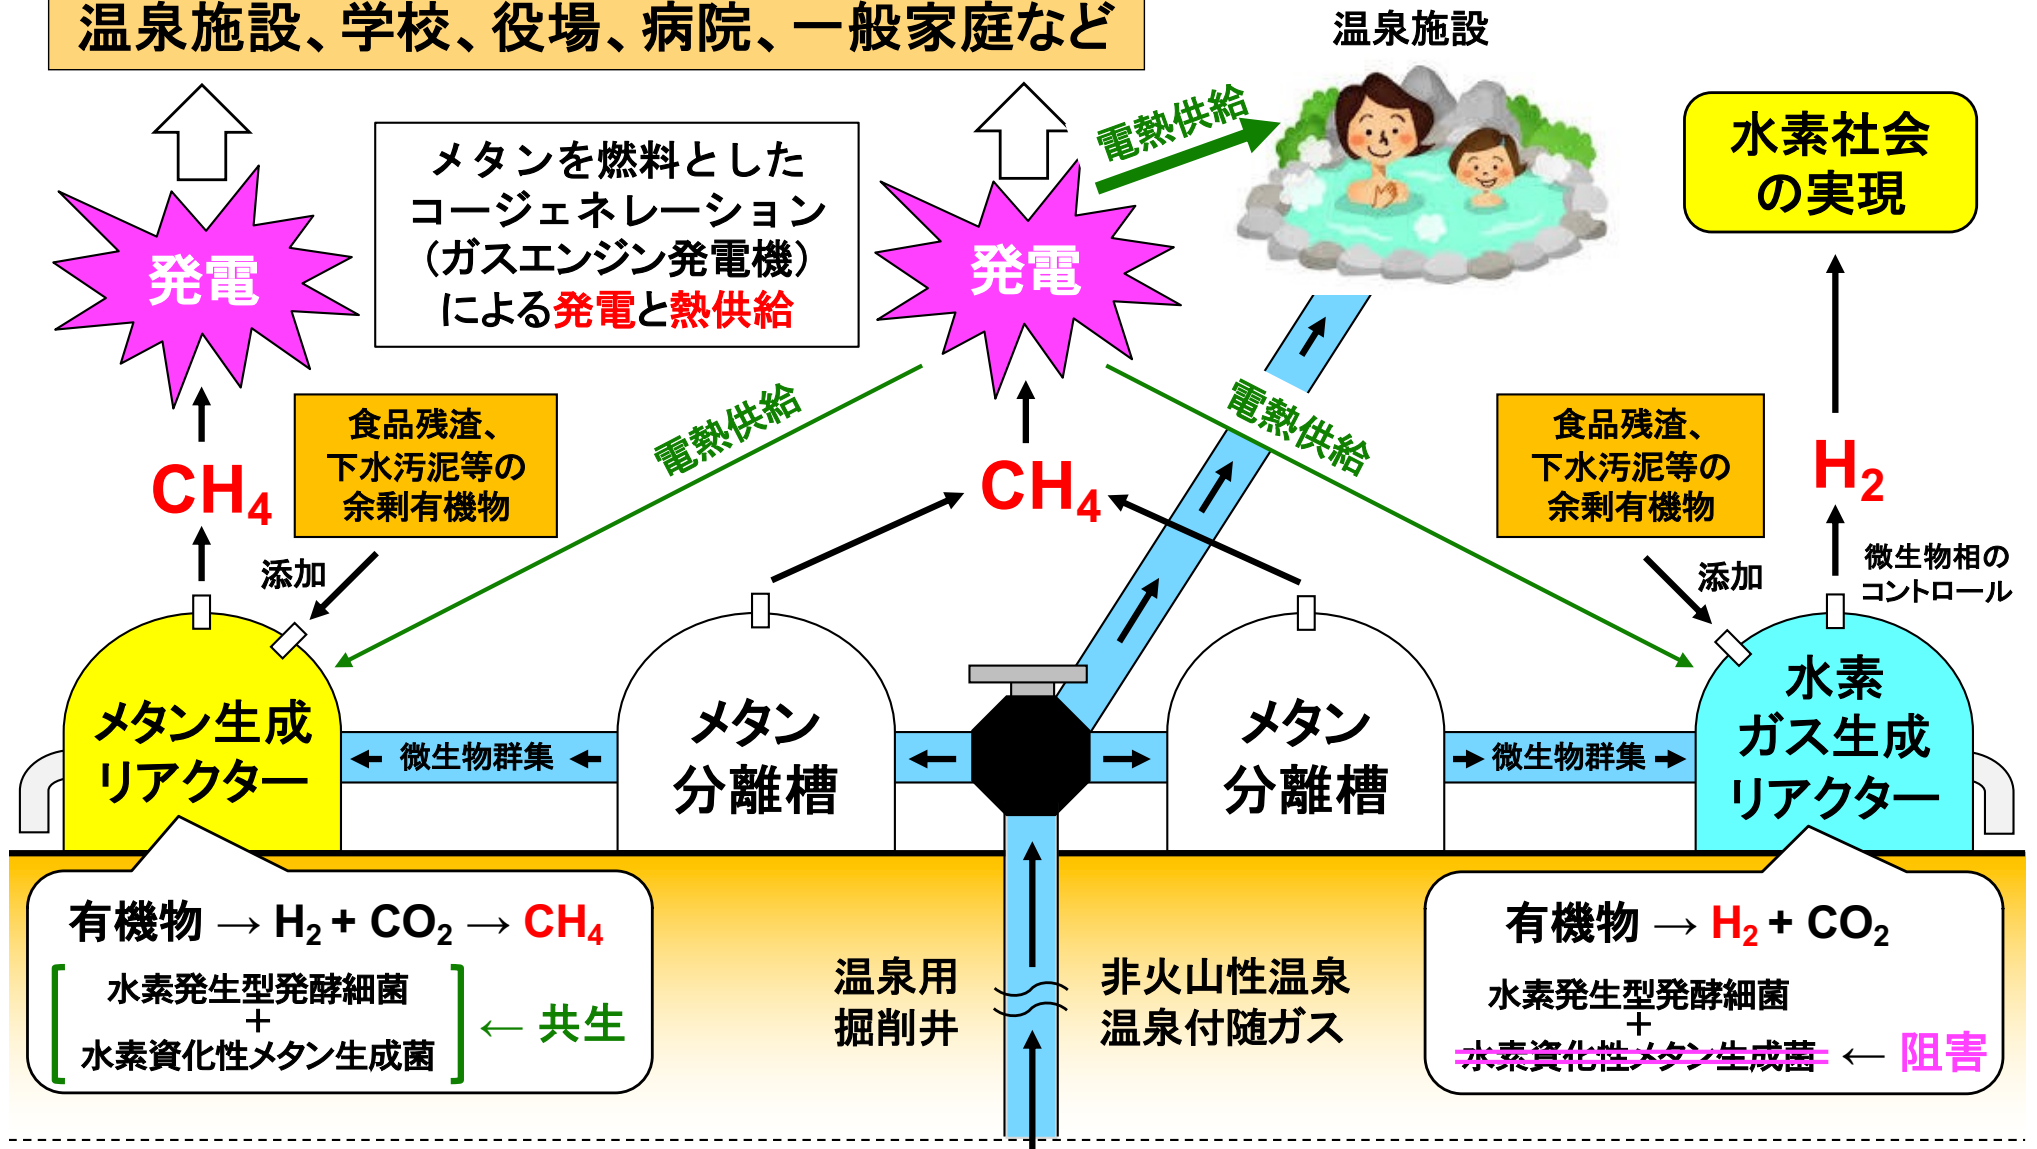 温泉施設、学校、役場、病院、一般家庭など
温泉施設
電熱供給
水素社会
の実現
メタンを燃料とした
コージェネレーション
（ガスエンジン発電機）
による発電と熱供給
発電
発電
電熱供給
電熱供給
食品残渣、
下水汚泥等の
余剰有機物
食品残渣、
下水汚泥等の
余剰有機物
CH4
CH4
H2
添加
添加
微生物相の
コントロール
メタン生成
リアクター
微生物群集
メタン
分離槽
メタン
分離槽
微生物群集
水素
ガス生成
リアクター
有機物 → H2 + CO2 → CH4
水素発生型発酵細菌
+
水素資化性メタン生成菌
← 共生
温泉用
掘削井
非火山性温泉
温泉付随ガス
有機物 → H2 + CO2
水素発生型発酵細菌
+
水素資化性メタン生成菌 ← 阻害